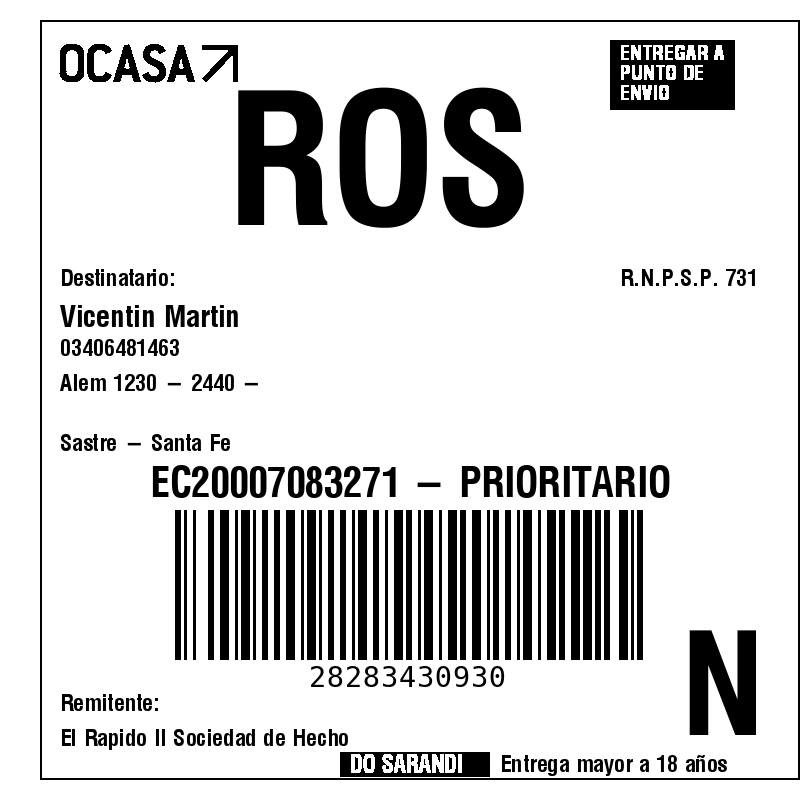 OCASA
ENTREGAR A
PUNTO DE
ENVIO
ROS
Destinatario:
R.N.P.S.P. 731
Vicentin Martin
03406481463
Alem 1230 – 2440 –
Sastre – Santa Fe
EC20007083271 – PRIORITARIO
28283430930
N
Remitente:
El Rapido II Sociedad de Hecho
DO SARANDI
Entrega mayor a 18 años